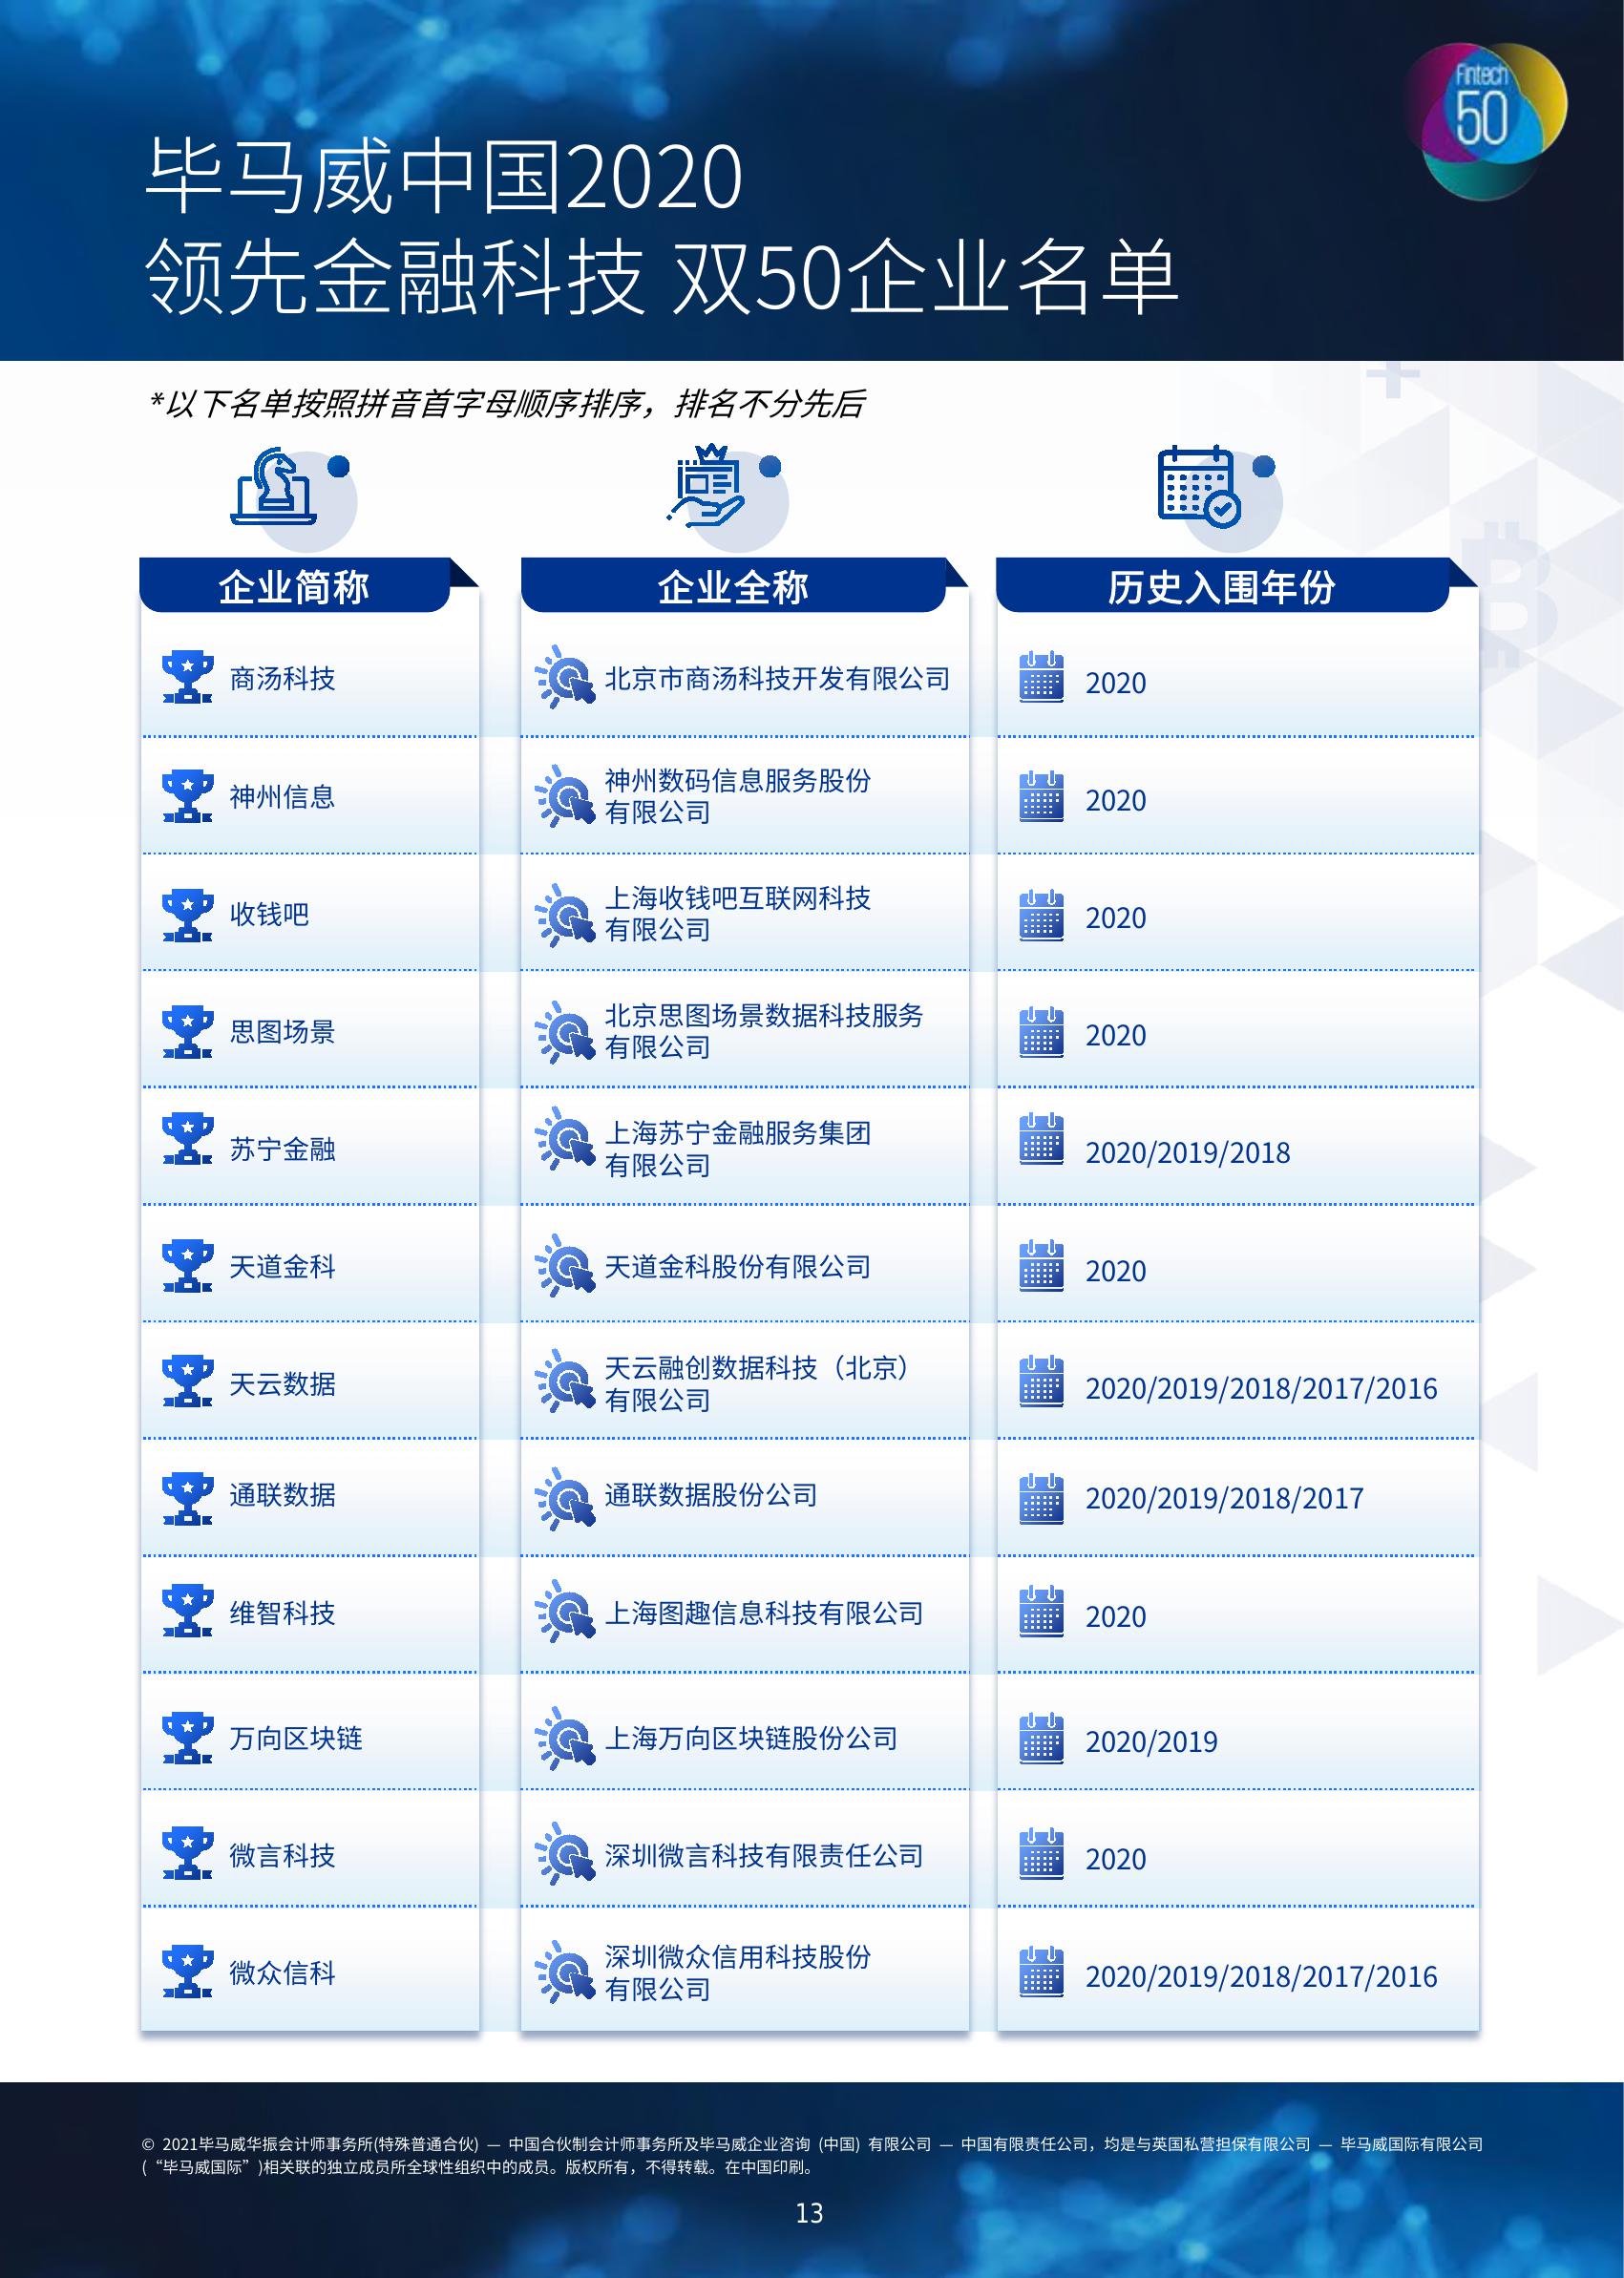 Fintech
50
毕马威中国2020
领先金融科技 双50企业名单
*以下名单按照拼音首字母顺序排序，排名不分先后
企业简称
企业全称
历史入围年份
商汤科技
北京市商汤科技开发有限公司
2020
神州信息
神州数码信息服务股份
有限公司
2020
收钱吧
上海收钱吧互联网科技
有限公司
2020
思图场景
北京思图场景数据科技服务
有限公司
2020
苏宁金融
上海苏宁金融服务集团
有限公司
2020/2019/2018
天道金科
天道金科股份有限公司
2020
天云数据
天云融创数据科技（北京）
有限公司
2020/2019/2018/2017/2016
通联数据
通联数据股份公司
2020/2019/2018/2017
维智科技
上海图趣信息科技有限公司
2020
万向区块链
上海万向区块链股份公司
2020/2019
微言科技
深圳微言科技有限责任公司
2020
微众信科
深圳微众信用科技股份
有限公司
2020/2019/2018/2017/2016
© 2021毕马威华振会计师事务所(特殊普通合伙) — 中国合伙制会计师事务所及毕马威企业咨询 (中国) 有限公司 — 中国有限责任公司，均是与英国私营担保有限公司 — 毕马威国际有限公司
(“毕马威国际”)相关联的独立成员所全球性组织中的成员。版权所有，不得转载。在中国印刷。
13